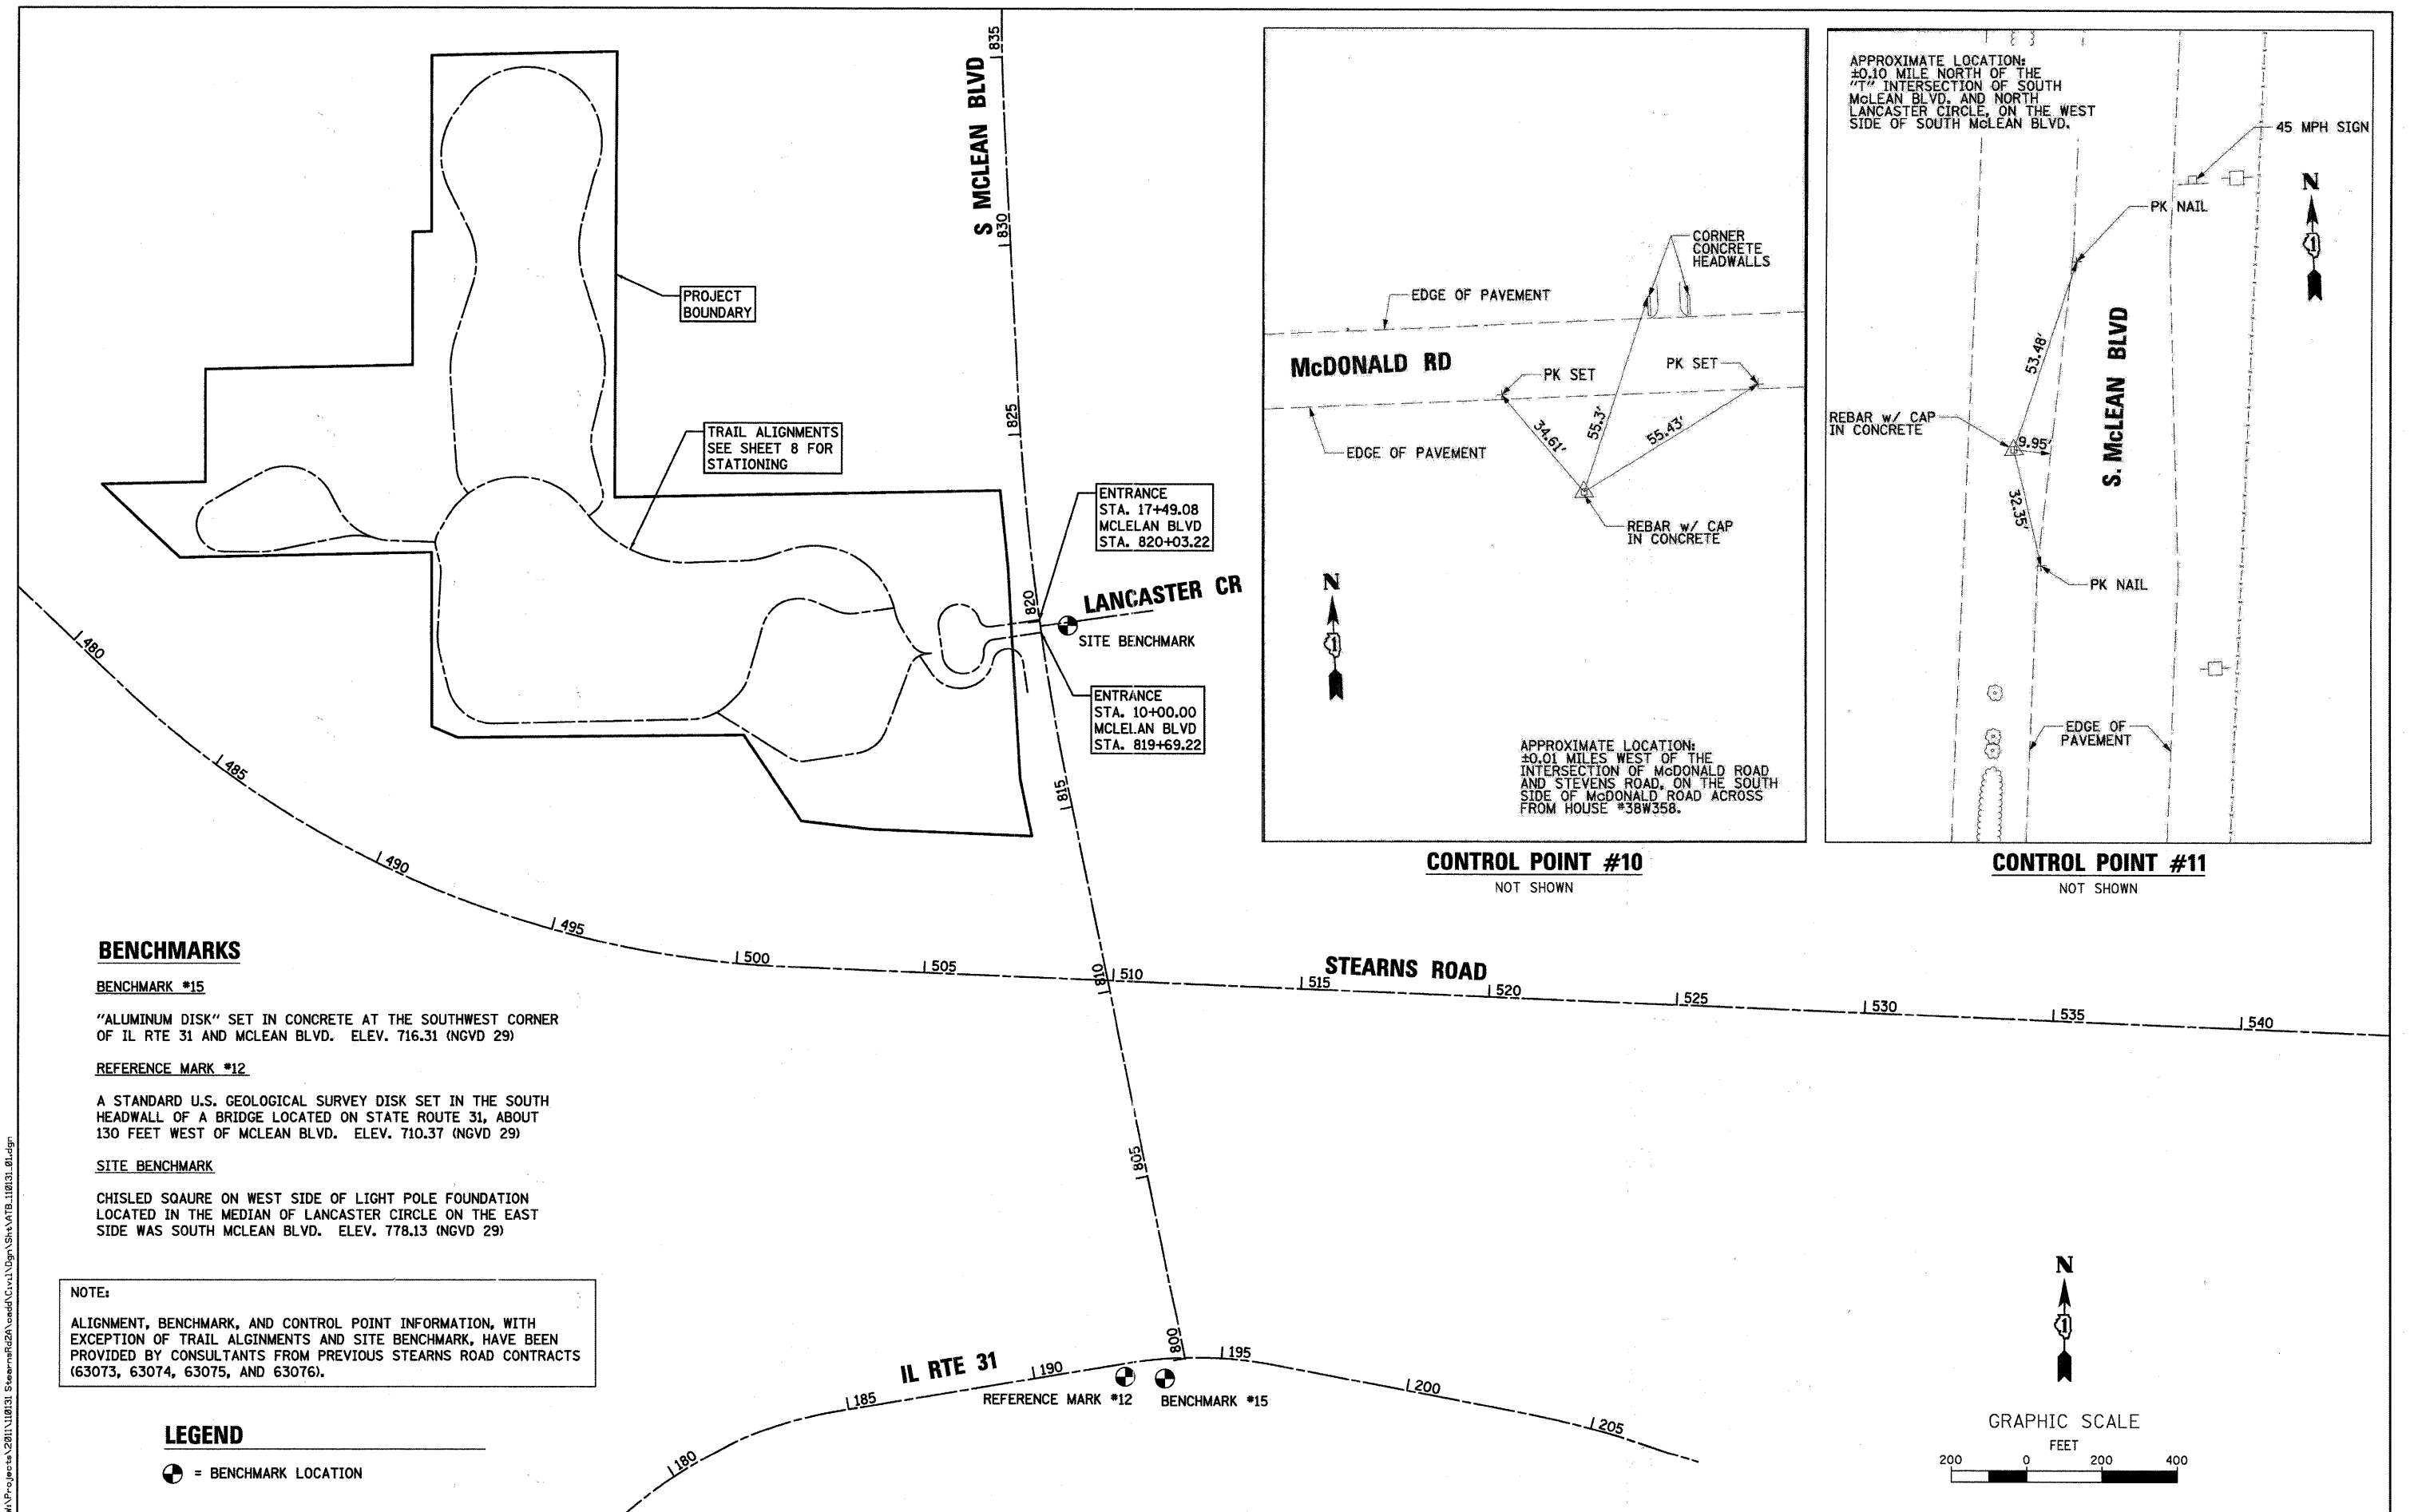 S MCLEAN BLVD
835
830
825
820
815
810
805
800
PROJECT
BOUNDARY
TRAIL ALIGNMENTS
SEE SHEET 8 FOR
STATIONING
ENTRANCE
STA. 17+49.08
MCLELAN BLVD
STA. 820+03.22
LANCASTER CR
SITE BENCHMARK
ENTRANCE
STA. 10+00.00
MCLELAN BLVD
STA. 819+69.22
480
485
490
495
500
505
510
515
520
525
530
535
540
STEARNS ROAD
CORNER
CONCRETE
HEADWALLS
EDGE OF PAVEMENT
McDONALD RD
PK SET
PK SET
34.61'
55.3'
55.43'
EDGE OF PAVEMENT
REBAR w/ CAP
IN CONCRETE
N
1
APPROXIMATE LOCATION:
±0.01 MILES WEST OF THE
INTERSECTION OF McDONALD ROAD
AND STEVENS ROAD, ON THE SOUTH
SIDE OF McDONALD ROAD ACROSS
FROM HOUSE #38W358.
CONTROL POINT #10
NOT SHOWN
APPROXIMATE LOCATION:
±0.10 MILE NORTH OF THE
"T" INTERSECTION OF SOUTH
McLEAN BLVD. AND NORTH
LANCASTER CIRCLE, ON THE WEST
SIDE OF SOUTH McLEAN BLVD.
45 MPH SIGN
N
1
PK NAIL
53.48'
S. McLEAN BLVD
REBAR w/ CAP
IN CONCRETE
9.95'
32.35'
PK NAIL
EDGE OF
PAVEMENT
CONTROL POINT #11
NOT SHOWN
BENCHMARKS
BENCHMARK #15
"ALUMINUM DISK" SET IN CONCRETE AT THE SOUTHWEST CORNER
OF IL RTE 31 AND MCLEAN BLVD. ELEV. 716.31 (NGVD 29)
REFERENCE MARK #12
A STANDARD U.S. GEOLOGICAL SURVEY DISK SET IN THE SOUTH
HEADWALL OF A BRIDGE LOCATED ON STATE ROUTE 31, ABOUT
130 FEET WEST OF MCLEAN BLVD. ELEV. 710.37 (NGVD 29)
SITE BENCHMARK
CHISLED SQAURE ON WEST SIDE OF LIGHT POLE FOUNDATION
LOCATED IN THE MEDIAN OF LANCASTER CIRCLE ON THE EAST
SIDE WAS SOUTH MCLEAN BLVD. ELEV. 778.13 (NGVD 29)
NOTE:
ALIGNMENT, BENCHMARK, AND CONTROL POINT INFORMATION, WITH
EXCEPTION OF TRAIL ALGINMENTS AND SITE BENCHMARK, HAVE BEEN
PROVIDED BY CONSULTANTS FROM PREVIOUS STEARNS ROAD CONTRACTS
(63073, 63074, 63075, AND 63076).
LEGEND
= BENCHMARK LOCATION
IL RTE 31
180
185
190
195
200
205
REFERENCE MARK #12
BENCHMARK #15
N
1
GRAPHIC SCALE
FEET
200 0 200 400
W:\Projects\2011\110131 StearnsRd2A\cadd\Civil\Dgn\Sht\ATB_110131_01.dgn